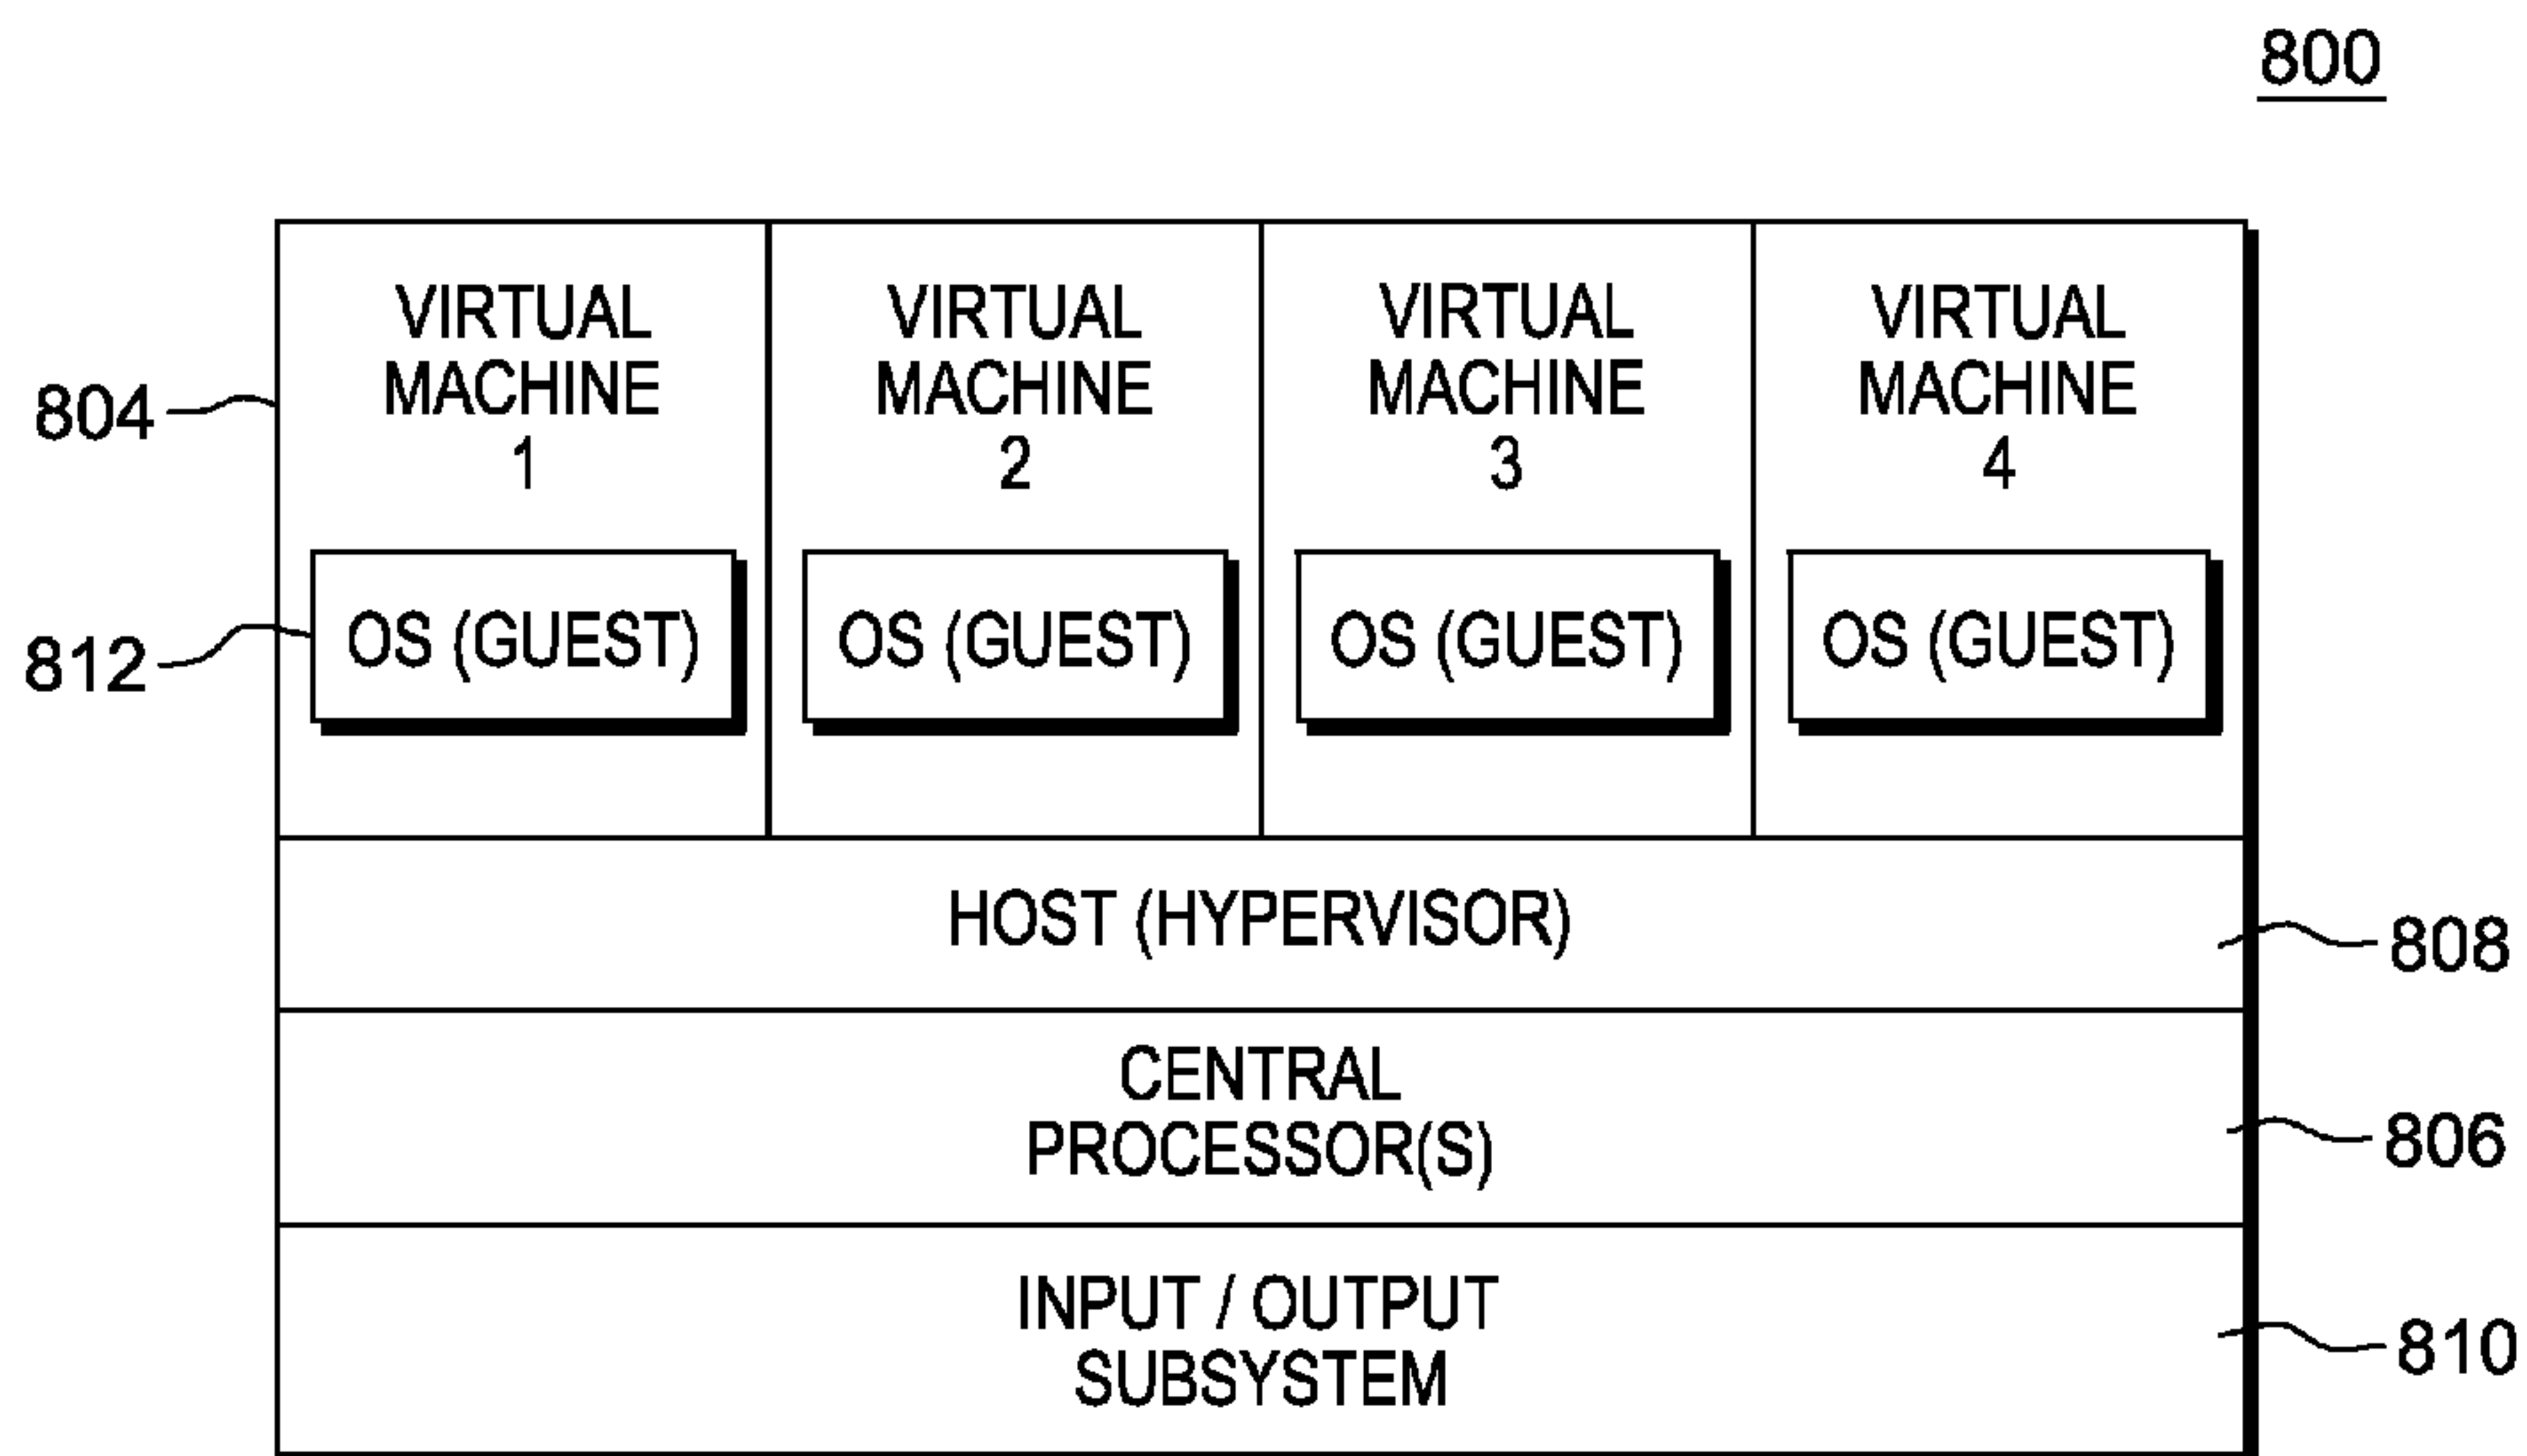 800
VIRTUAL
MACHINE
1
VIRTUAL
MACHINE
2
VIRTUAL
MACHINE
3
VIRTUAL
MACHINE
4
804
812
OS (GUEST)
OS (GUEST)
OS (GUEST)
OS (GUEST)
HOST (HYPERVISOR)
808
CENTRAL
PROCESSOR(S)
806
INPUT / OUTPUT
SUBSYSTEM
810